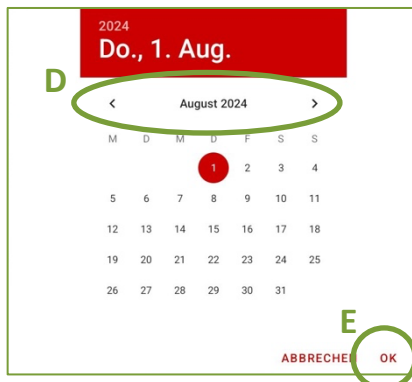 2024
Do., 1. Aug.
D
< August 2024 >
M D M D F S S
1 2 3 4
5 6 7 8 9 10 11
12 13 14 15 16 17 18
19 20 21 22 23 24 25
26 27 28 29 30 31
E
ABBRECHEN OK